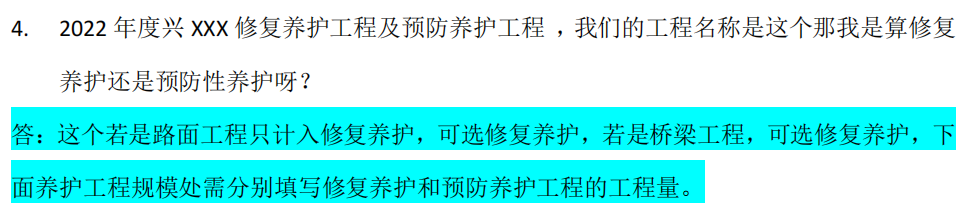 4. 2022 年度兴 XXX 修复养护工程及预防养护工程 ，我们的工程名称是这个那我是算修复
养护还是预防性养护呀？
答：这个若是路面工程只计入修复养护，可选修复养护，若是桥梁工程，可选修复养护，下
面养护工程规模处需分别填写修复养护和预防养护工程的工程量。